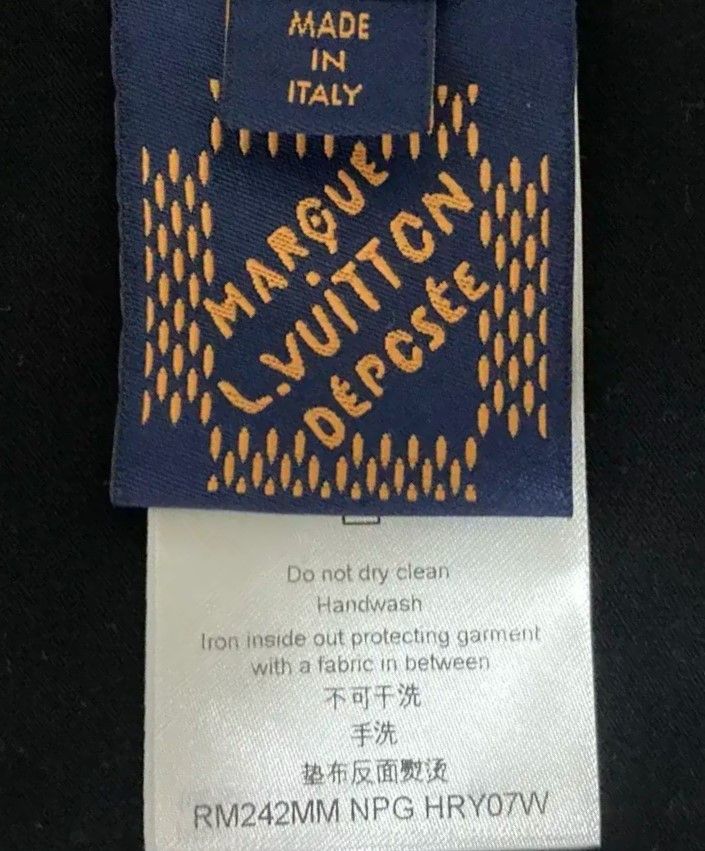 MADE
IN
ITALY
MARQUE
L.VUITTON
DÉPOSÉE
Do not dry clean
Handwash
Iron inside out protecting garment
with a fabric in between
不可干洗
手洗
垫布反面熨烫
RM242MM NPG HRY07W